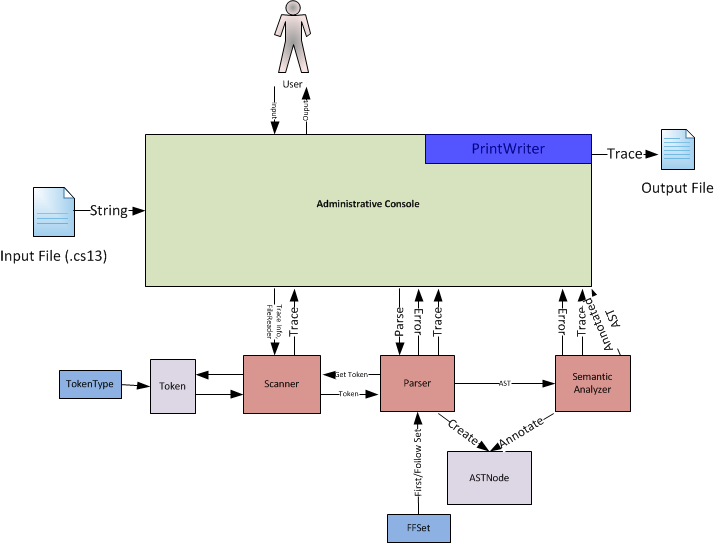 User
Input
Output
PrintWriter
Trace
Output File
Administrative Console
String
Input File (.cs13)
Trace info,
FileReader
Trace
Parse
Error
Trace
Error
Trace
Annotated
AST
TokenType
Token
Scanner
Get Token
Token
Parser
AST
Semantic
Analyzer
Create
Annotate
First/Follow Set
ASTNode
FFSet